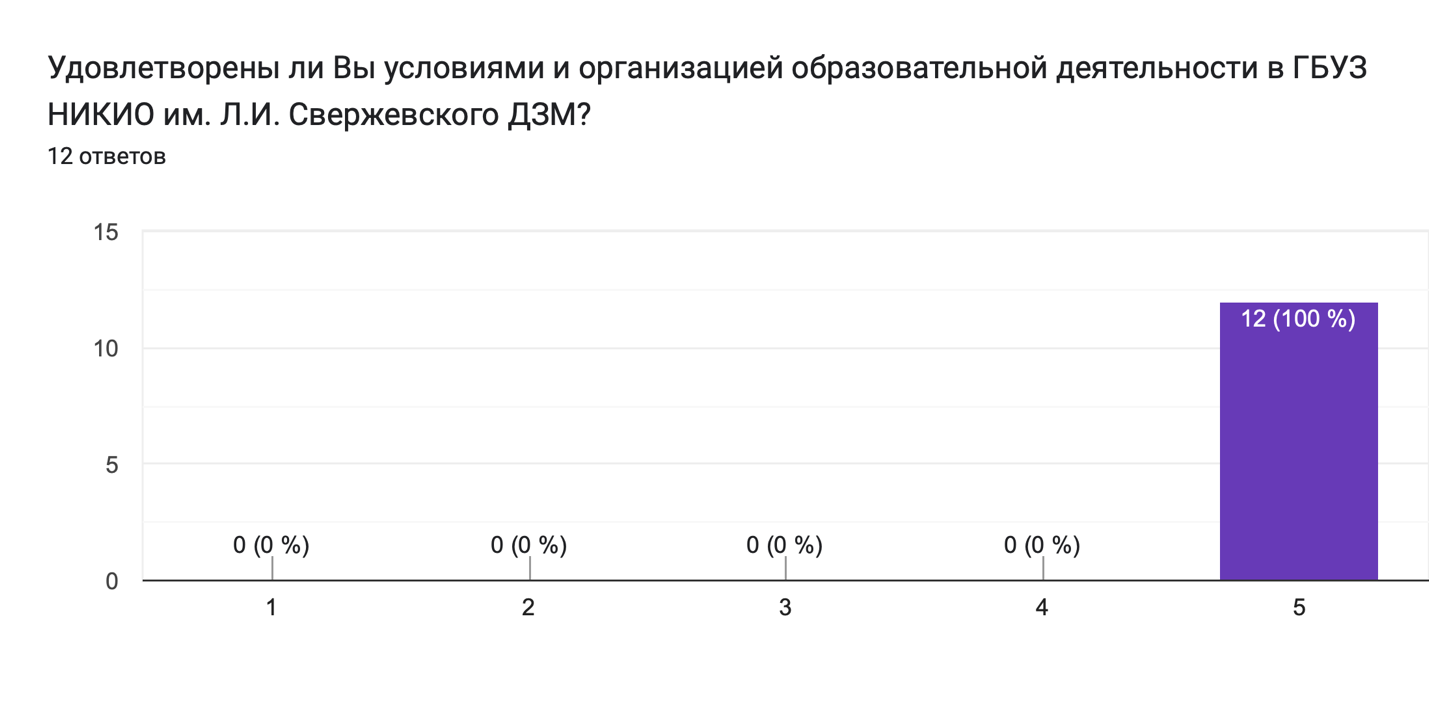 Удовлетворены ли Вы условиями и организацией образовательной деятельности в ГБУЗ
НИКИО им. Л.И. Свержевского ДЗМ?
12 ответов
15
12 (100 %)
10
5
0 (0 %) 0 (0 %) 0 (0 %) 0 (0 %)
0
1 2 3 4 5